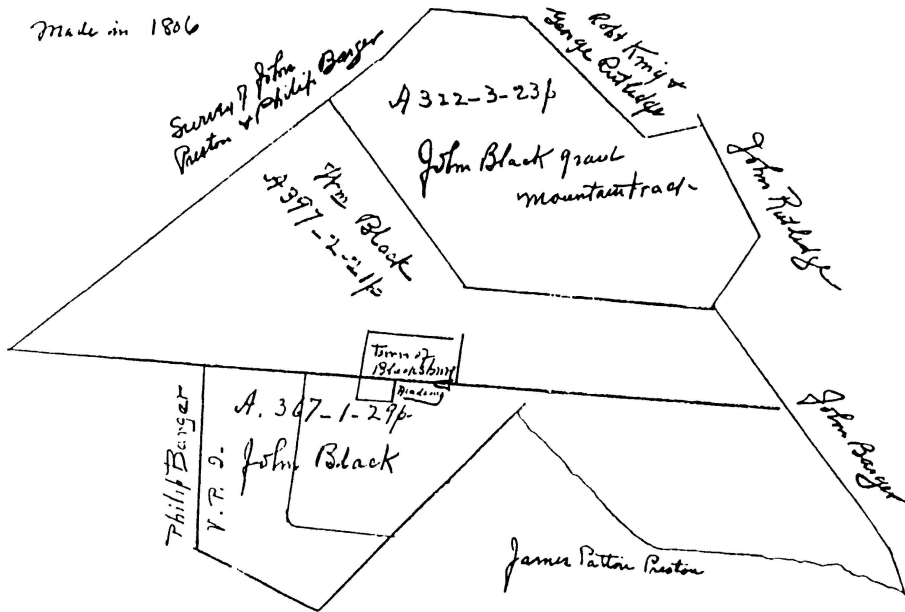 Made in 1806
Survey of John
Preston & Philip Barger
Robt King &
George Rutledge
A 322-3-23p
John Black
mountain track
John Rutledge
Wm Black
A 397-2-21p
Town of
Blacksburg
Academy
A. 367-1-29p
John Black
Philip Barger
V. P. I.
John Barger
James Patton Preston